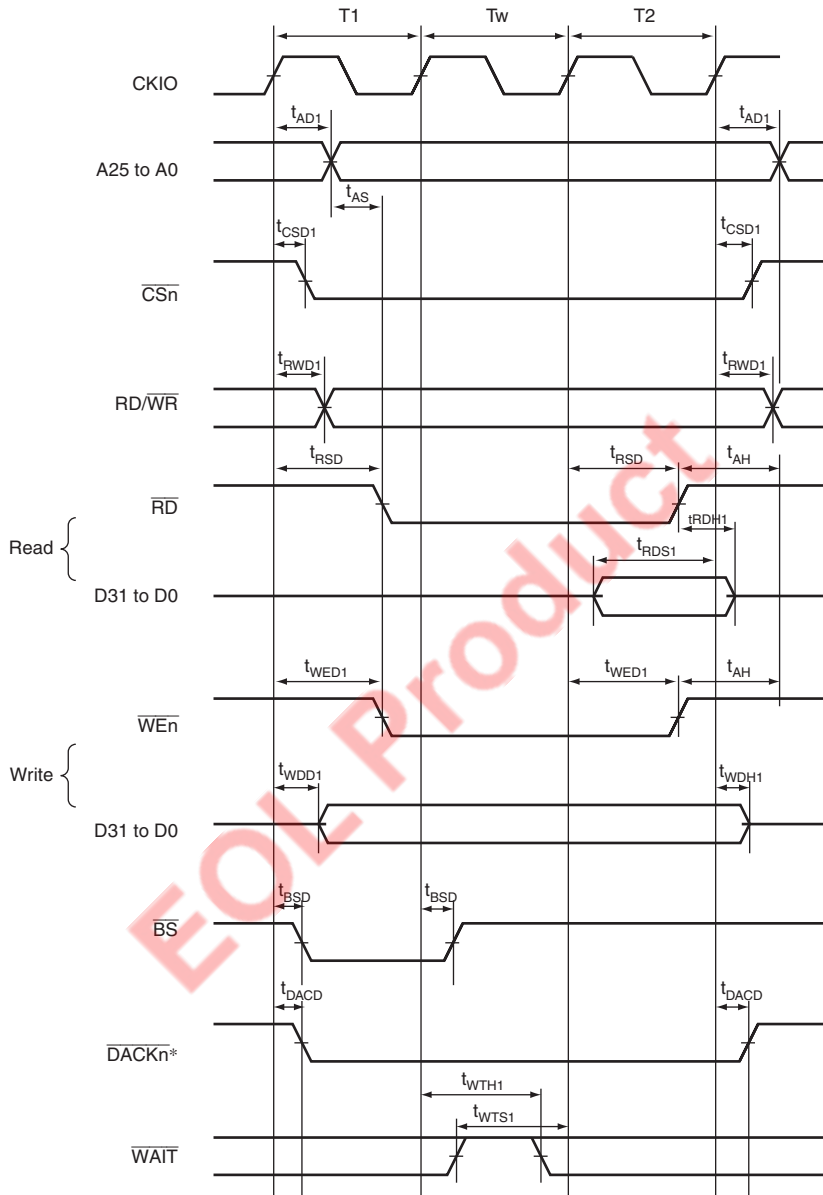 T1 Tw T2
CKIO
tAD1 tAD1
A25 to A0
tAS
tCSD1 tCSD1
CSn
tRWD1 tRWD1
RD/WR
tRSD tRSD tAH
RD
tRDH1
Read
tRDS1
D31 to D0
tWED1 tWED1 tAH
WEn
Write
tWDD1 tWDH1
D31 to D0
tBSD tBSD
BS
tDACD tDACD
DACKn*
tWTH1
tWTS1
WAIT
EOL Product